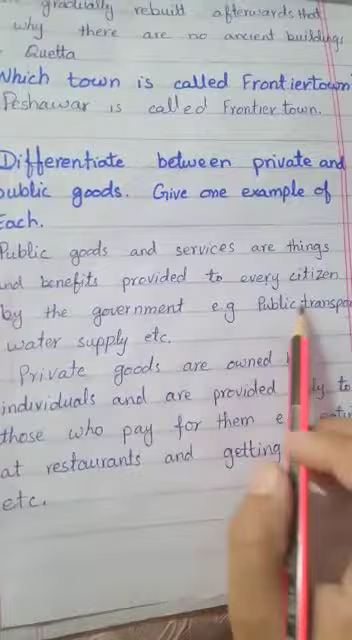 gradually rebuilt afterwards that
why there are no ancient buildings
Quetta
Which town is called Frontiertown
Peshawar is called Frontier town.
Differentiate between private and
public goods. Give one example of
Each.
Public goods and services are things
and benefits provided to every citizen
by the government e.g Public
water supply etc.
Private goods are owned
individuals and are provided to
those who pay for them
at restaurants and getting
etc.